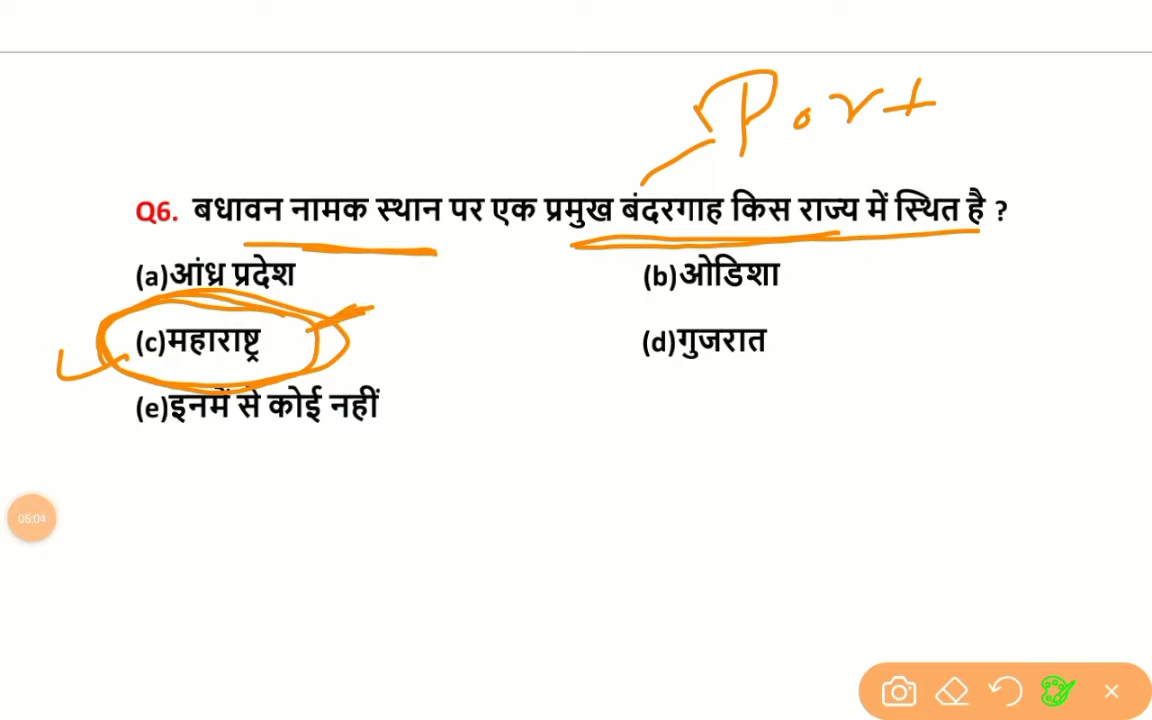 Port
Q6. बधावन नामक स्थान पर एक प्रमुख बंदरगाह किस राज्य में स्थित है ?
(a)आंध्र प्रदेश (b)ओडिशा
(c)महाराष्ट्र (d)गुजरात
(e)इनमें से कोई नहीं
05:04